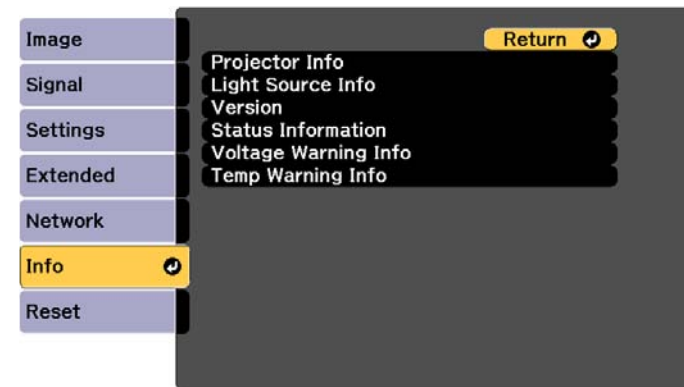 Image
Signal
Settings
Extended
Network
Info
Reset
Return
Projector Info
Light Source Info
Version
Status Information
Voltage Warning Info
Temp Warning Info